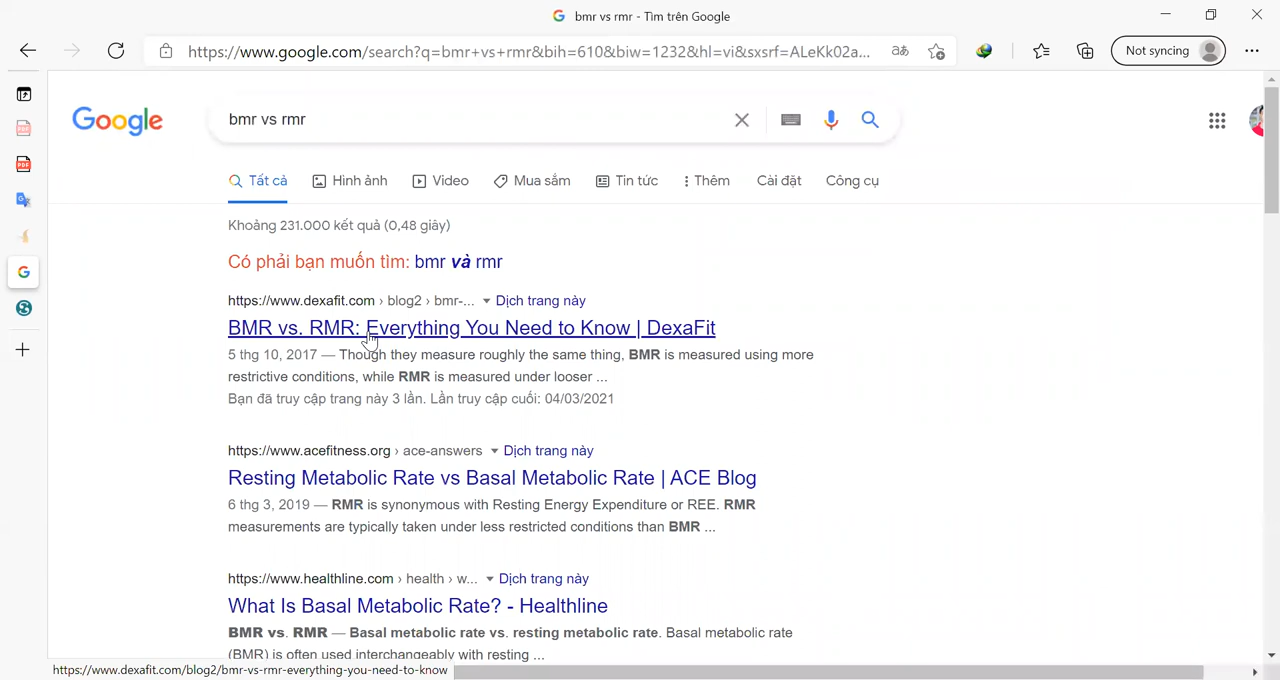 bmr vs rmr - Tìm trên Google
https://www.google.com/search?q=bmr+vs+rmr&bih=610&biw=1232&hl=vi&sxsrf=ALeKk02a...
aあ
Not syncing
Google
bmr vs rmr
Tất cả
Hình ảnh
Video
Mua sắm
Tin tức
Thêm
Cài đặt
Công cụ
Khoảng 231.000 kết quả (0,48 giây)
Có phải bạn muốn tìm: bmr và rmr
https://www.dexafit.com › blog2 › bmr-... Dịch trang này
BMR vs. RMR: Everything You Need to Know | DexaFit
5 thg 10, 2017 — Though they measure roughly the same thing, BMR is measured using more
restrictive conditions, while RMR is measured under looser ...
Bạn đã truy cập trang này 3 lần. Lần truy cập cuối: 04/03/2021
https://www.acefitness.org › ace-answers Dịch trang này
Resting Metabolic Rate vs Basal Metabolic Rate | ACE Blog
6 thg 3, 2019 — RMR is synonymous with Resting Energy Expenditure or REE. RMR
measurements are typically taken under less restricted conditions than BMR ...
https://www.healthline.com › health › w... Dịch trang này
What Is Basal Metabolic Rate? - Healthline
BMR vs. RMR — Basal metabolic rate vs. resting metabolic rate. Basal metabolic rate
(BMR) is often used interchangeably with resting ...
https://www.dexafit.com/blog2/bmr-vs-rmr-everything-you-need-to-know